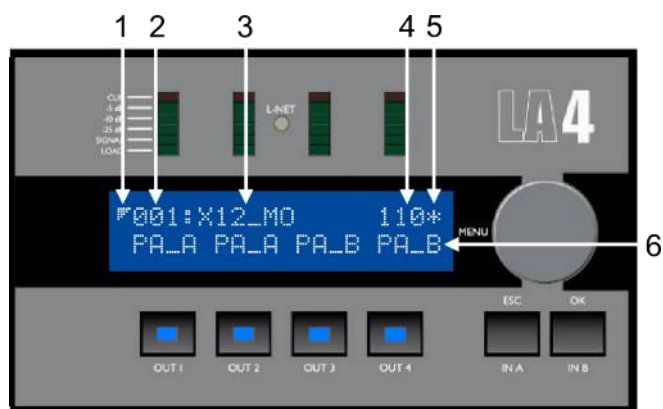 1 2 3 4 5
CLIP
-5 dB
-10 dB
-25 dB
SIGNAL
LOAD
L-NET
LA4
001:X12_MO 110*
PA_A PA_A PA_B PA_B
MENU
6
ESC OK
OUT 1 OUT 2 OUT 3 OUT 4 IN A IN B